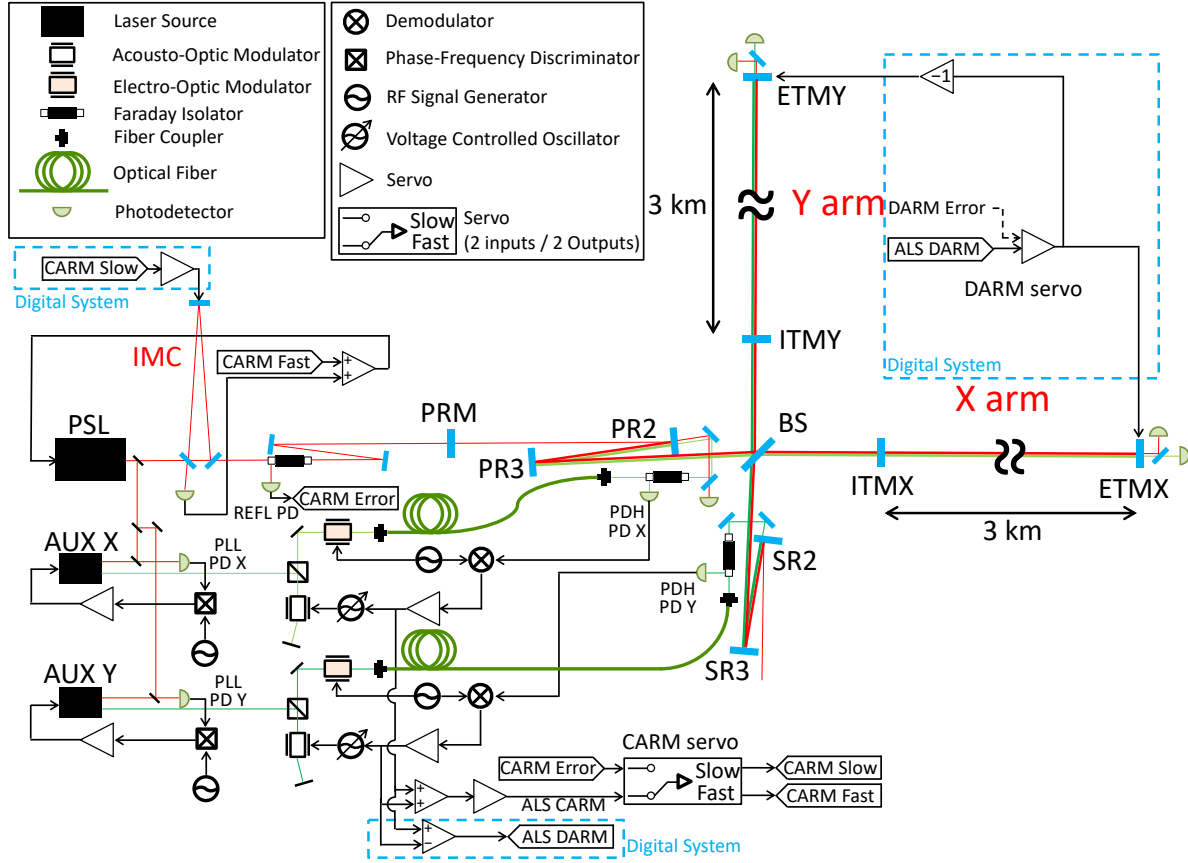 Laser Source
Acousto-Optic Modulator
Electro-Optic Modulator
Faraday Isolator
Fiber Coupler
Optical Fiber
Photodetector
Demodulator
Phase-Frequency Discriminator
RF Signal Generator
Voltage Controlled Oscillator
Servo
Slow
Fast
Servo
(2 inputs / 2 Outputs)
CARM Slow
Digital System
IMC
CARM Fast
+
+
PSL
PRM
PR2
PR3
BS
REFL PD
CARM Error
ETMY
3 km
Y arm
ITMY
−1
DARM Error
ALS DARM
DARM servo
Digital System
X arm
ITMX
ETMX
3 km
PDH
PD X
SR2
PDH
PD Y
SR3
AUX X
PLL
PD X
AUX Y
PLL
PD Y
CARM servo
CARM Error
Slow
Fast
CARM Slow
CARM Fast
+
+
ALS CARM
+
−
ALS DARM
Digital System